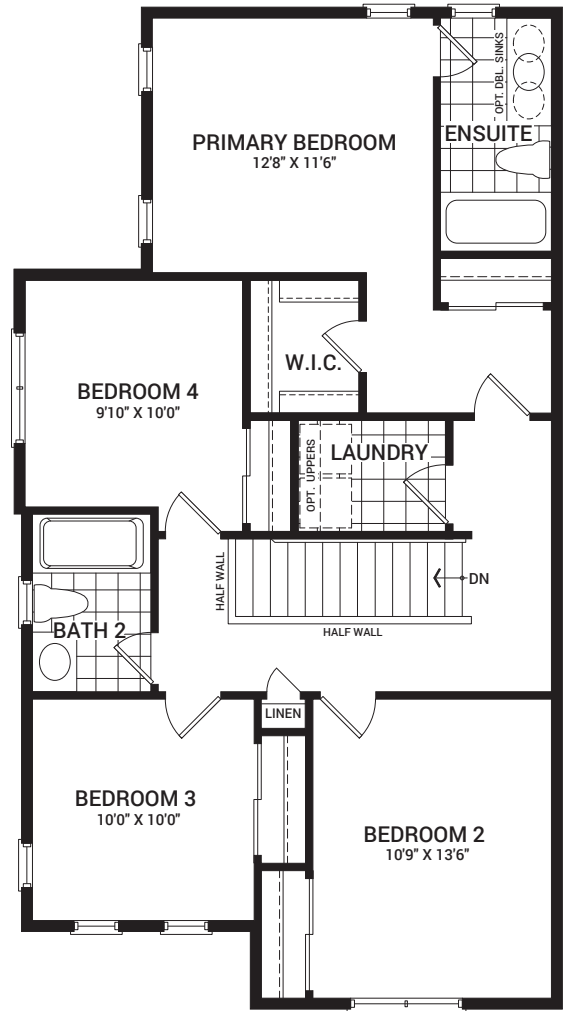 OPT. DBL. SINKS
ENSUITE
PRIMARY BEDROOM
12'8" X 11'6"
W.I.C.
BEDROOM 4
9'10" X 10'0"
OPT. UPPERS
LAUNDRY
HALF WALL
DN
HALF WALL
BATH 2
LINEN
BEDROOM 3
10'0" X 10'0"
BEDROOM 2
10'9" X 13'6"